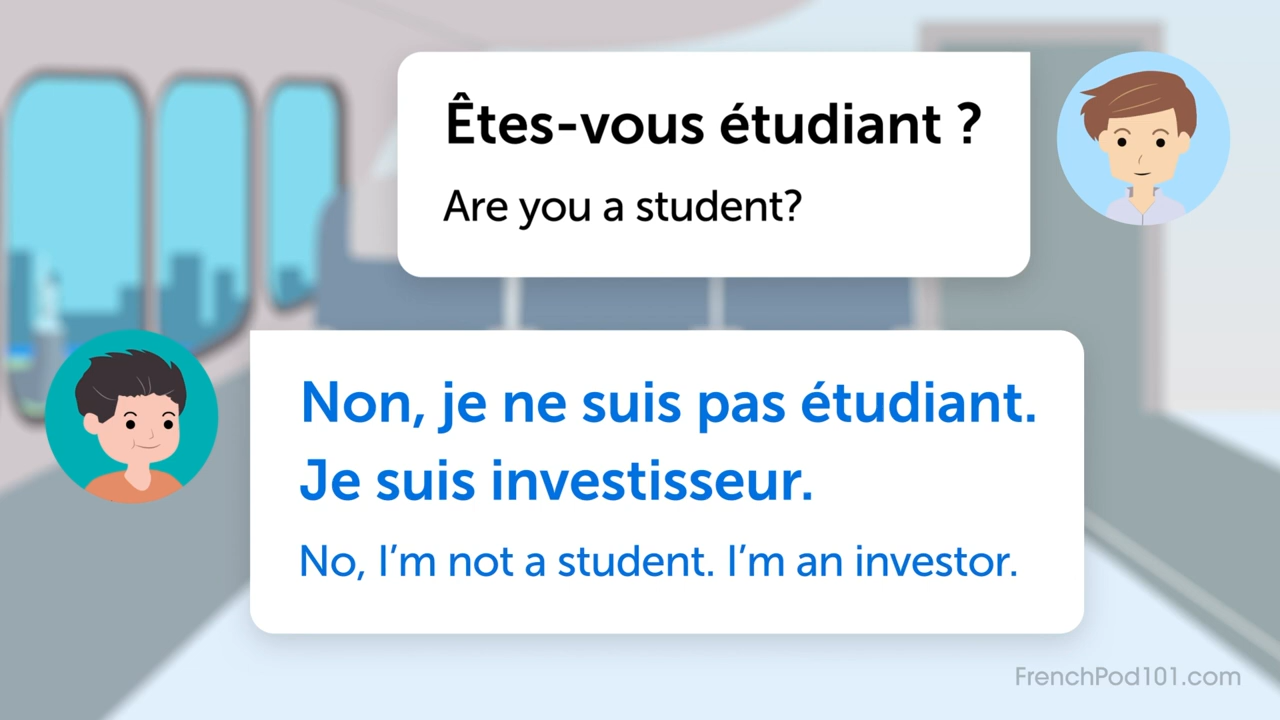 Êtes-vous étudiant ?
Are you a student?
Non, je ne suis pas étudiant.
Je suis investisseur.
No, I’m not a student. I’m an investor.
FrenchPod101.com